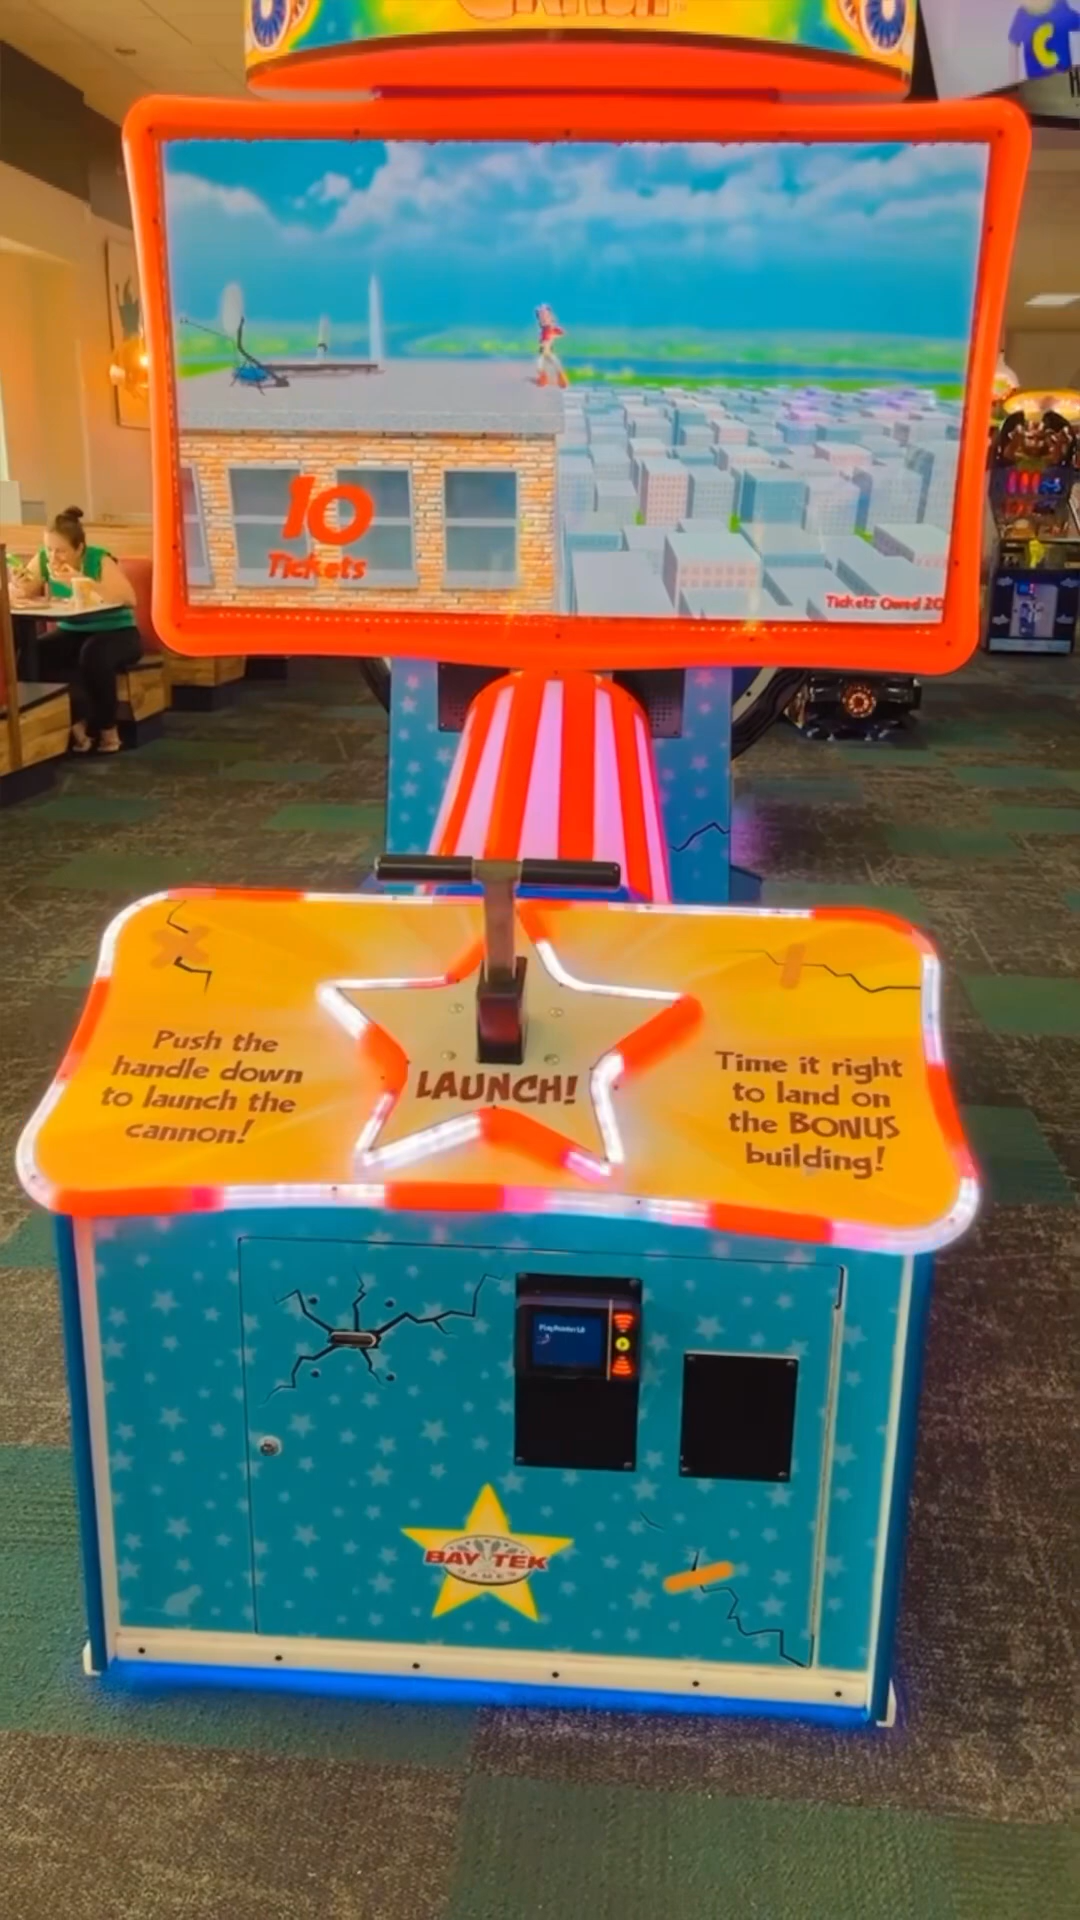 10
Tickets
Tickets Owed 20
Push the
handle down
to launch the
cannon!
LAUNCH!
Time it right
to land on
the BONUS
building!
BAY TEK
GAMES